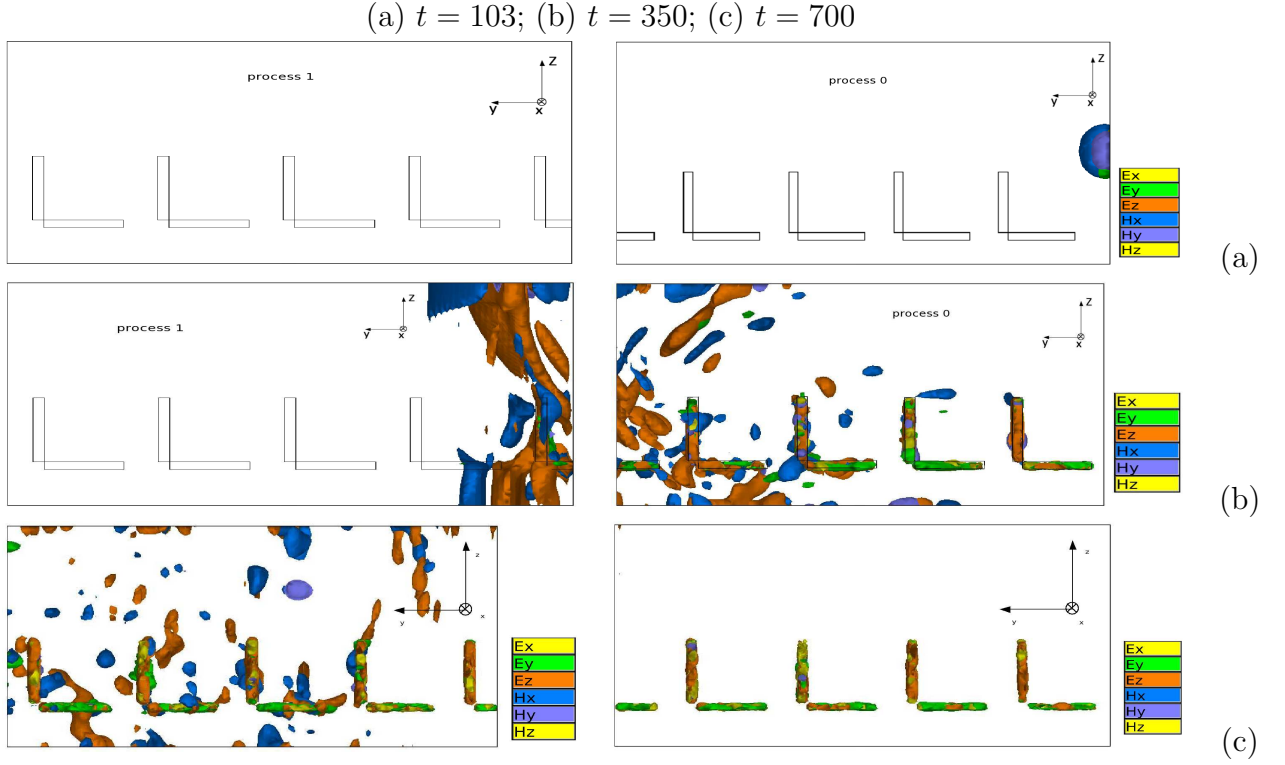 (a) t = 103; (b) t = 350; (c) t = 700
process 1
Z
y
x
process 0
Z
y
x
Ex
Ey
Ez
Hx
Hy
Hz
(a)
process 1
Z
y
x
process 0
Z
y
x
Ex
Ey
Ez
Hx
Hy
Hz
(b)
z
y
x
Ex
Ey
Ez
Hx
Hy
Hz
z
y
x
Ex
Ey
Ez
Hx
Hy
Hz
(c)